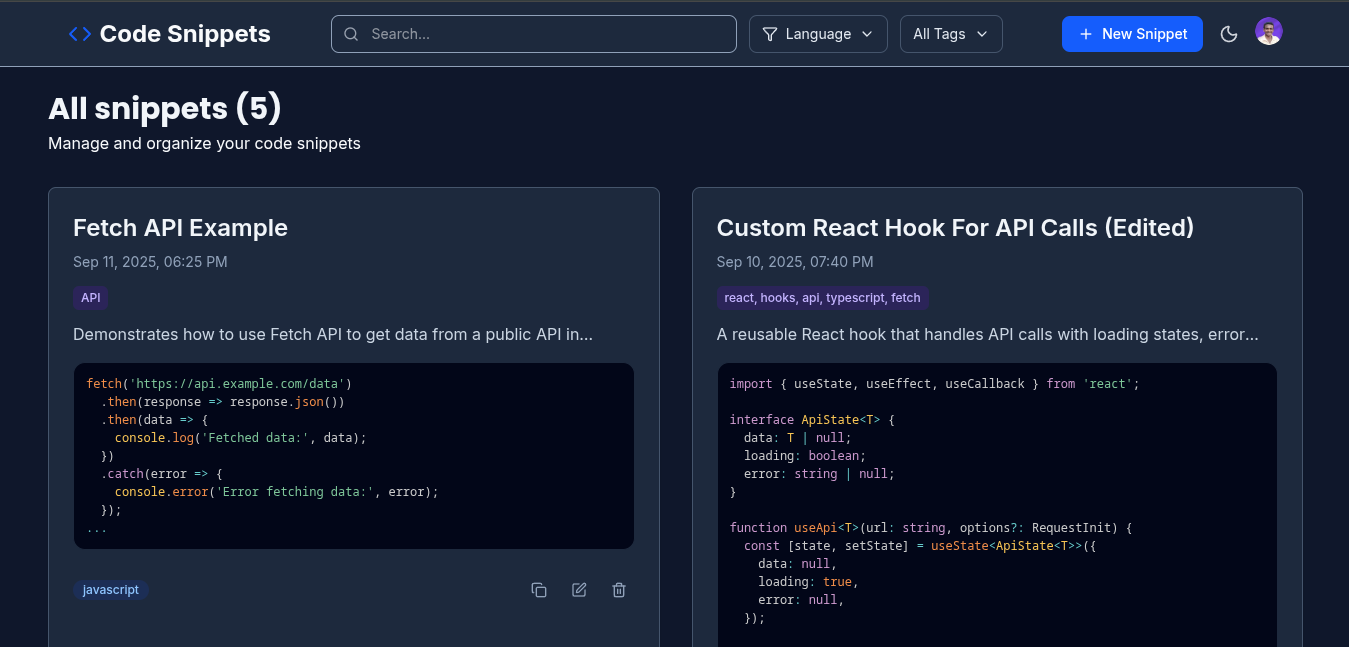 Code Snippets
Search...
Language
All Tags
New Snippet
All snippets (5)
Manage and organize your code snippets
Fetch API Example
Sep 11, 2025, 06:25 PM
API
Demonstrates how to use Fetch API to get data from a public API in...
fetch('https://api.example.com/data')
  .then(response => response.json())
  .then(data => {
    console.log('Fetched data:', data);
  })
  .catch(error => {
    console.error('Error fetching data:', error);
  });
...
javascript
Custom React Hook For API Calls (Edited)
Sep 10, 2025, 07:40 PM
react, hooks, api, typescript, fetch
A reusable React hook that handles API calls with loading states, error...
import { useState, useEffect, useCallback } from 'react';

interface ApiState<T> {
  data: T | null;
  loading: boolean;
  error: string | null;
}

function useApi<T>(url: string, options?: RequestInit) {
  const [state, setState] = useState<ApiState<T>>({
    data: null,
    loading: true,
    error: null,
  });